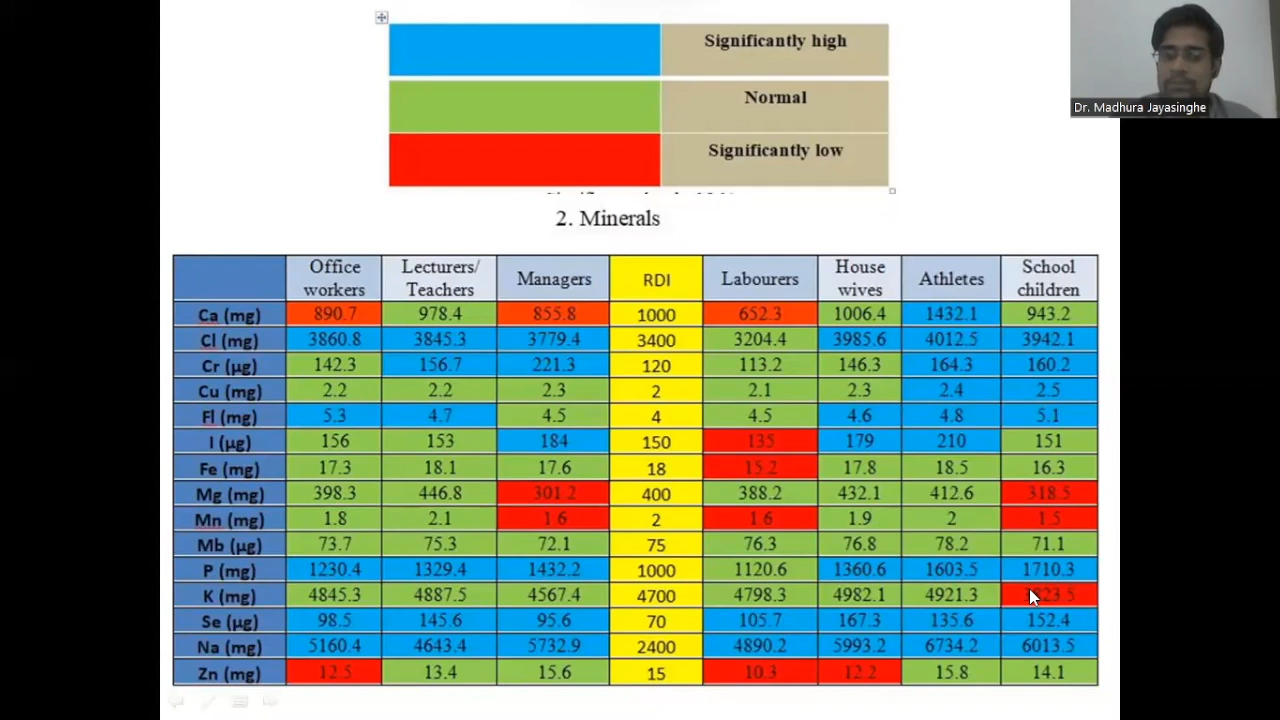 Significantly high
Normal
Significantly low
Dr. Madhura Jayasinghe
2. Minerals
Office workers Lecturers/ Teachers Managers RDI Labourers House wives Athletes School children
Ca (mg) 890.7 978.4 855.8 1000 652.3 1006.4 1432.1 943.2
Cl (mg) 3860.8 3845.3 3779.4 3400 3204.4 3985.6 4012.5 3942.1
Cr (µg) 142.3 156.7 221.3 120 113.2 146.3 164.3 160.2
Cu (mg) 2.2 2.2 2.3 2 2.1 2.3 2.4 2.5
Fl (mg) 5.3 4.7 4.5 4 4.5 4.6 4.8 5.1
I (µg) 156 153 184 150 135 179 210 151
Fe (mg) 17.3 18.1 17.6 18 15.2 17.8 18.5 16.3
Mg (mg) 398.3 446.8 301.2 400 388.2 432.1 412.6 318.5
Mn (mg) 1.8 2.1 1.6 2 1.6 1.9 2 1.5
Mb (µg) 73.7 75.3 72.1 75 76.3 76.8 78.2 71.1
P (mg) 1230.4 1329.4 1432.2 1000 1120.6 1360.6 1603.5 1710.3
K (mg) 4845.3 4887.5 4567.4 4700 4798.3 4982.1 4921.3
Se (µg) 98.5 145.6 95.6 70 105.7 167.3 135.6 152.4
Na (mg) 5160.4 4643.4 5732.9 2400 4890.2 5993.2 6734.2 6013.5
Zn (mg) 12.5 13.4 15.6 15 10.3 12.2 15.8 14.1